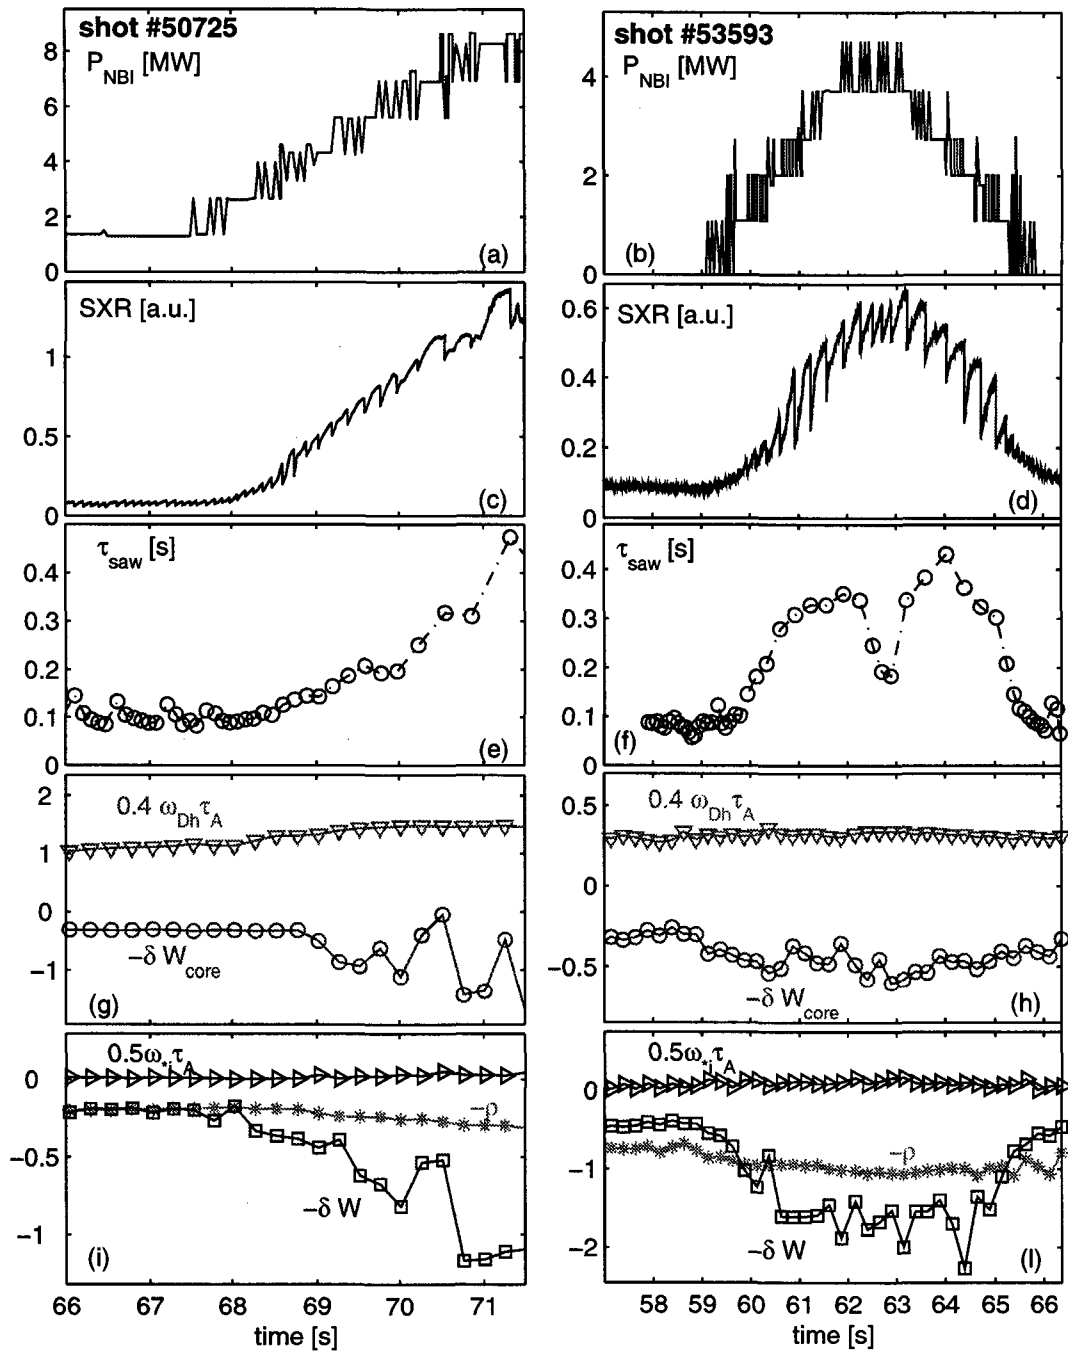 shot #50725
P_NBI [MW]
8
6
4
2
0
(a)
shot #53593
P_NBI [MW]
4
2
0
(b)
SXR [a.u.]
1
0.5
0
(c)
SXR [a.u.]
0.6
0.4
0.2
0
(d)
τ_saw [s]
0.4
0.3
0.2
0.1
0
(e)
τ_saw [s]
0.4
0.3
0.2
0.1
0
(f)
2
1
0
−1
0.4 ω_Dh τ_A
−δ W_core
(g)
0.5
0
−0.5
0.4 ω_Dh τ_A
−δ W_core
(h)
0
−0.5
−1
0.5ω_*i τ_A
−ρ
−δ W
(i)
66 67 68 69 70 71
time [s]
0
−1
−2
0.5ω_*i τ_A
−ρ
−δ W
(l)
58 59 60 61 62 63 64 65 66
time [s]